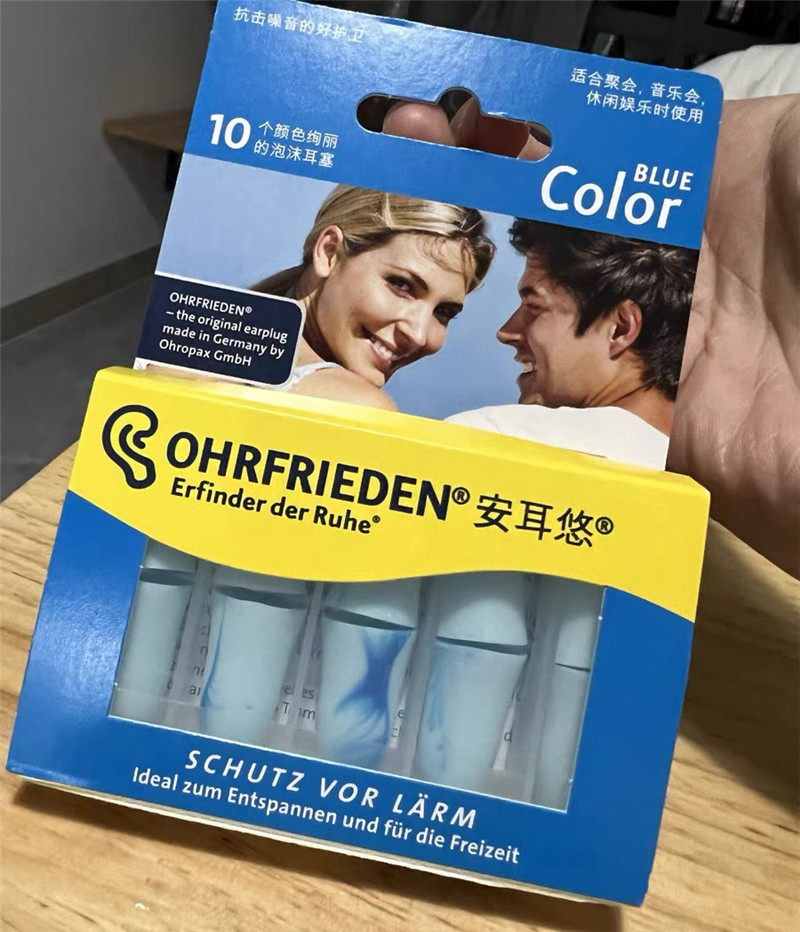 抗击噪音的好护卫
适合聚会，音乐会，
休闲娱乐时使用
10 个颜色绚丽
的泡沫耳塞
BLUE
Color
OHRFRIEDEN®
– the original earplug
made in Germany by
Ohropax GmbH
OHRFRIEDEN® 安耳悠®
Erfinder der Ruhe®
SCHUTZ VOR LÄRM
Ideal zum Entspannen und für die Freizeit